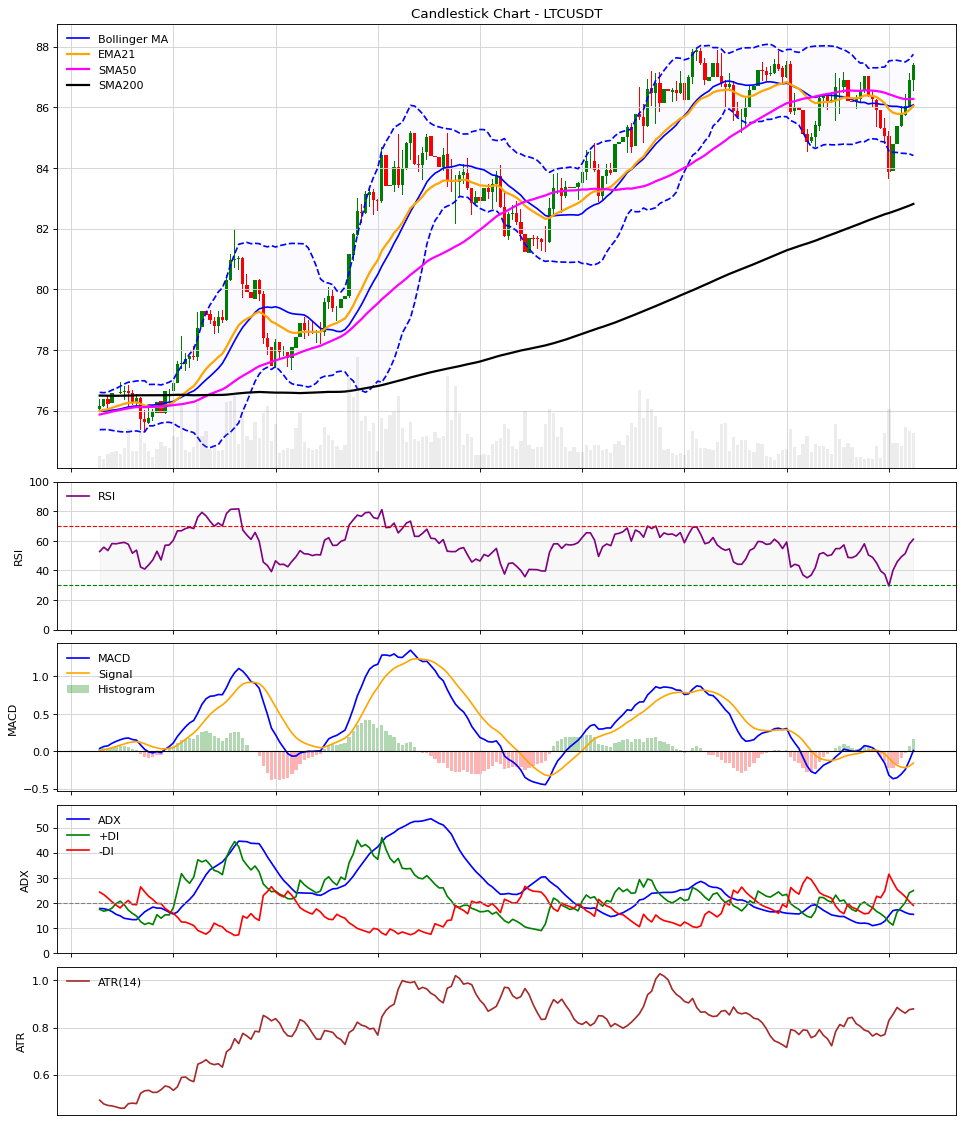 Candlestick Chart - LTCUSDT
Bollinger MA
EMA21
SMA50
SMA200
88
86
84
82
80
78
76
RSI
100
80
60
40
20
0
RSI
MACD
Signal
Histogram
1.0
0.5
0.0
−0.5
MACD
ADX
+DI
-DI
50
40
30
20
10
0
ADX
ATR(14)
1.0
0.8
0.6
ATR